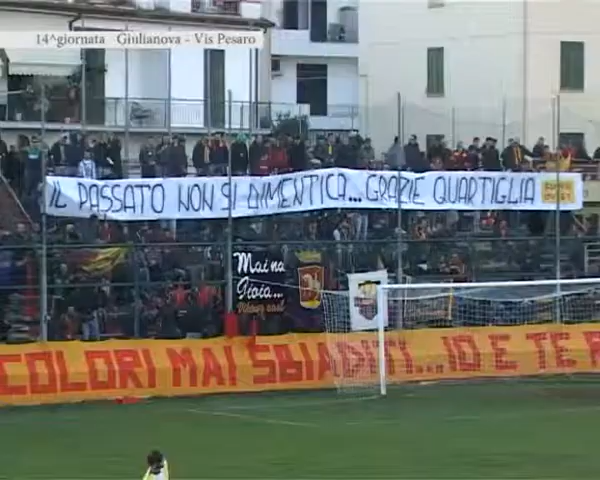 14^giornata Giulianova - Vis Pesaro
IL PASSATO NON SI DIMENTICA...GRAZIE QUARTIGLIA
Mai na
Gioia...
COLORI MAI SBIADITI...IO E TE